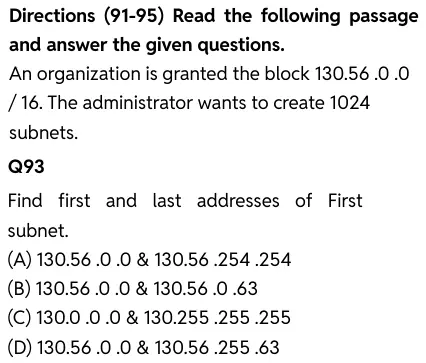 Directions (91-95) Read the following passage
and answer the given questions.
An organization is granted the block 130.56 .0 .0
/ 16. The administrator wants to create 1024
subnets.
Q93
Find first and last addresses of First
subnet.
(A) 130.56 .0 .0 & 130.56 .254 .254
(B) 130.56 .0 .0 & 130.56 .0 .63
(C) 130.0 .0 .0 & 130.255 .255 .255
(D) 130.56 .0 .0 & 130.56 .255 .63